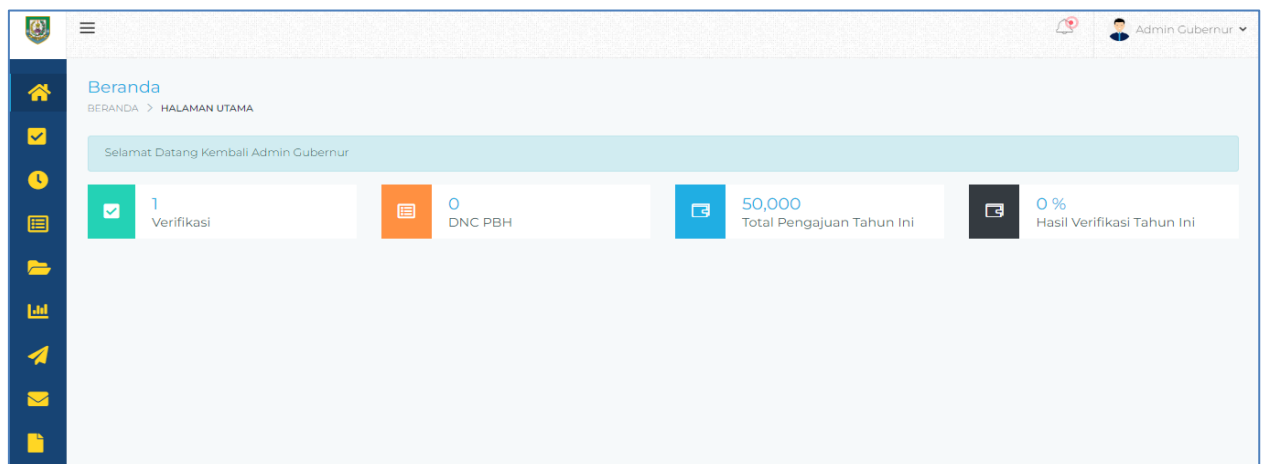 Admin Gubernur
Beranda
BERANDA > HALAMAN UTAMA
Selamat Datang Kembali Admin Gubernur
1
Verifikasi
0
DNC PBH
50,000
Total Pengajuan Tahun Ini
0 %
Hasil Verifikasi Tahun Ini